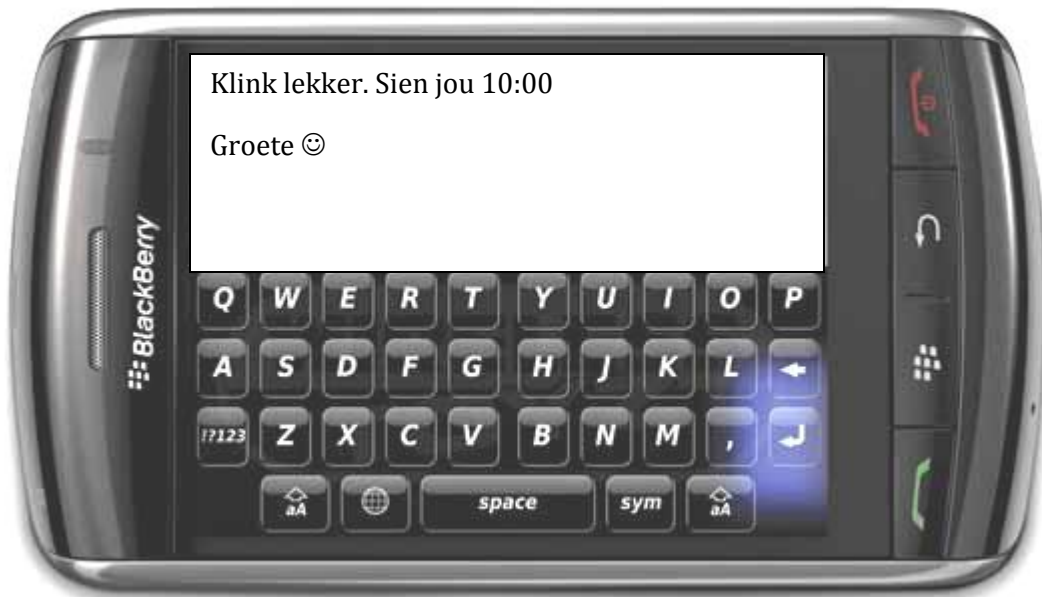 Klink lekker. Sien jou 10:00
Groete ☺
BlackBerry
Q W E R T Y U I O P
A S D F G H J K L
!?123 Z X C V B N M ,
aA space sym aA